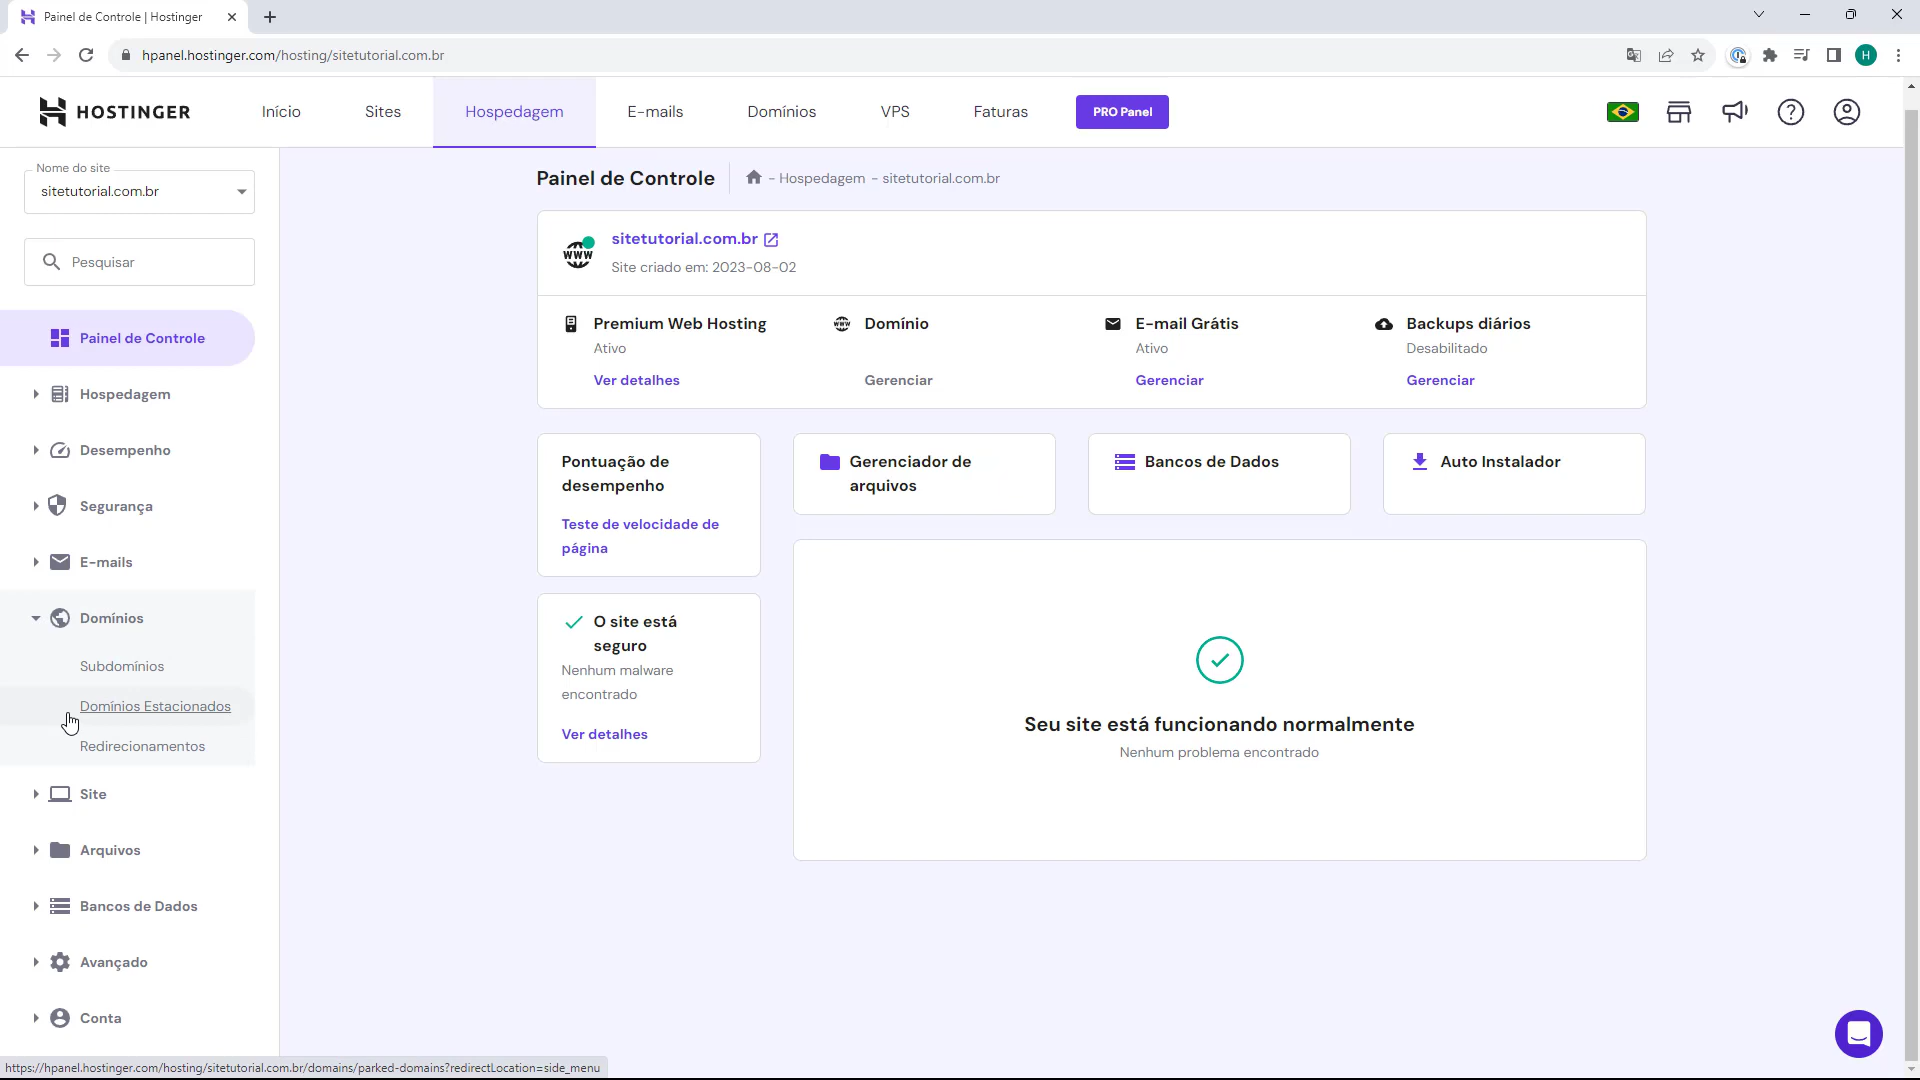 Painel de Controle | Hostinger
hpanel.hostinger.com/hosting/sitetutorial.com.br
H
HOSTINGER
Início
Sites
Hospedagem
E-mails
Domínios
VPS
Faturas
PRO Panel
Nome do site
sitetutorial.com.br
Pesquisar
Painel de Controle
Hospedagem
Desempenho
Segurança
E-mails
Domínios
Subdomínios
Domínios Estacionados
Redirecionamentos
Site
Arquivos
Bancos de Dados
Avançado
Conta
Painel de Controle
- Hospedagem - sitetutorial.com.br
www
sitetutorial.com.br
Site criado em: 2023-08-02
Premium Web Hosting
Ativo
Ver detalhes
www
Domínio
Gerenciar
E-mail Grátis
Ativo
Gerenciar
Backups diários
Desabilitado
Gerenciar
Pontuação de
desempenho
Teste de velocidade de
página
Gerenciador de
arquivos
Bancos de Dados
Auto Instalador
O site está
seguro
Nenhum malware
encontrado
Ver detalhes
Seu site está funcionando normalmente
Nenhum problema encontrado
https://hpanel.hostinger.com/hosting/sitetutorial.com.br/domains/parked-domains?redirectLocation=side_menu